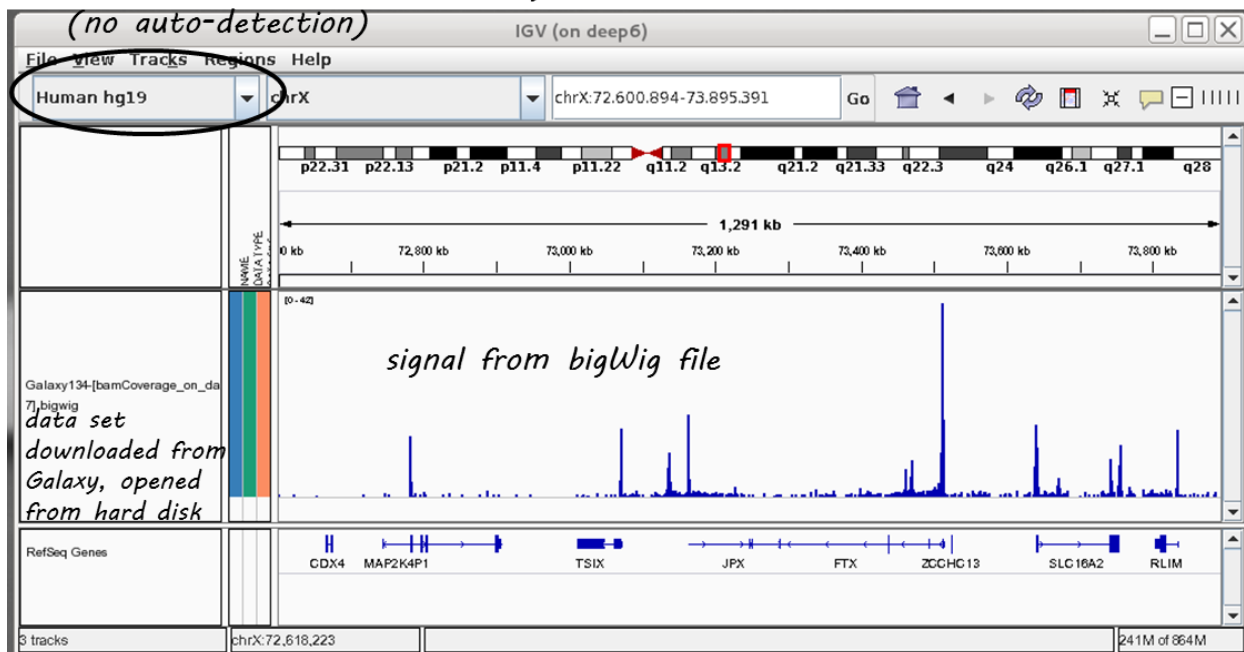 (no auto-detection)
IGV (on deep6)
File View Tracks Regions Help
Human hg19 chrX chrX:72.600.894-73.895.391 Go
p22.31 p22.13 p21.2 p11.4 p11.22 q11.2 q13.2 q21.2 q21.33 q22.3 q24 q26.1 q27.1 q28
1,291 kb
0 kb 72,800 kb 73,000 kb 73,200 kb 73,400 kb 73,600 kb 73,800 kb
NAME
DATA TYPE
[0 - 42]
signal from bigWig file
Galaxy134-[bamCoverage_on_da
7].bigwig
data set
downloaded from
Galaxy, opened
from hard disk
RefSeq Genes
CDX4 MAP2K4P1 TSIX JPX FTX ZCCHC13 SLC16A2 RLIM
3 tracks chrX:72,618,223 241M of 864M